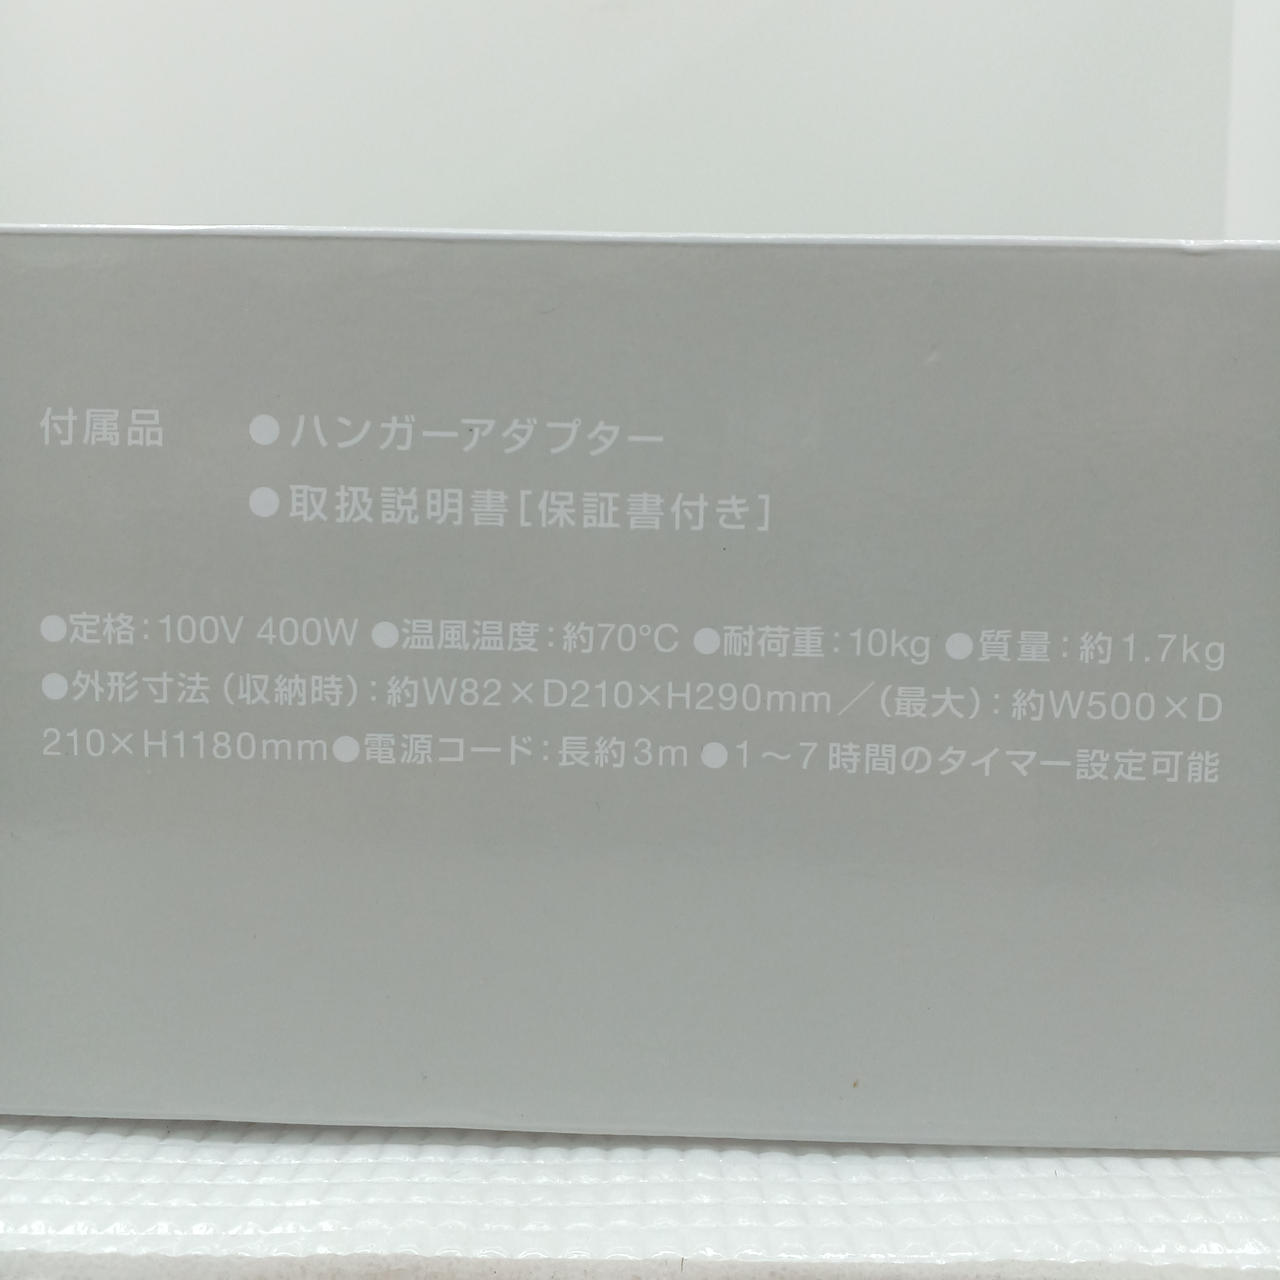 付属品 ●ハンガーアダプター
●取扱説明書[保証書付き]
●定格:100V 400W ●温風温度:約70℃ ●耐荷重:10kg ●質量:約1.7kg
●外形寸法(収納時):約W82×D210×H290mm/(最大):約W500×D
210×H1180mm●電源コード:長約3m ●1~7時間のタイマー設定可能